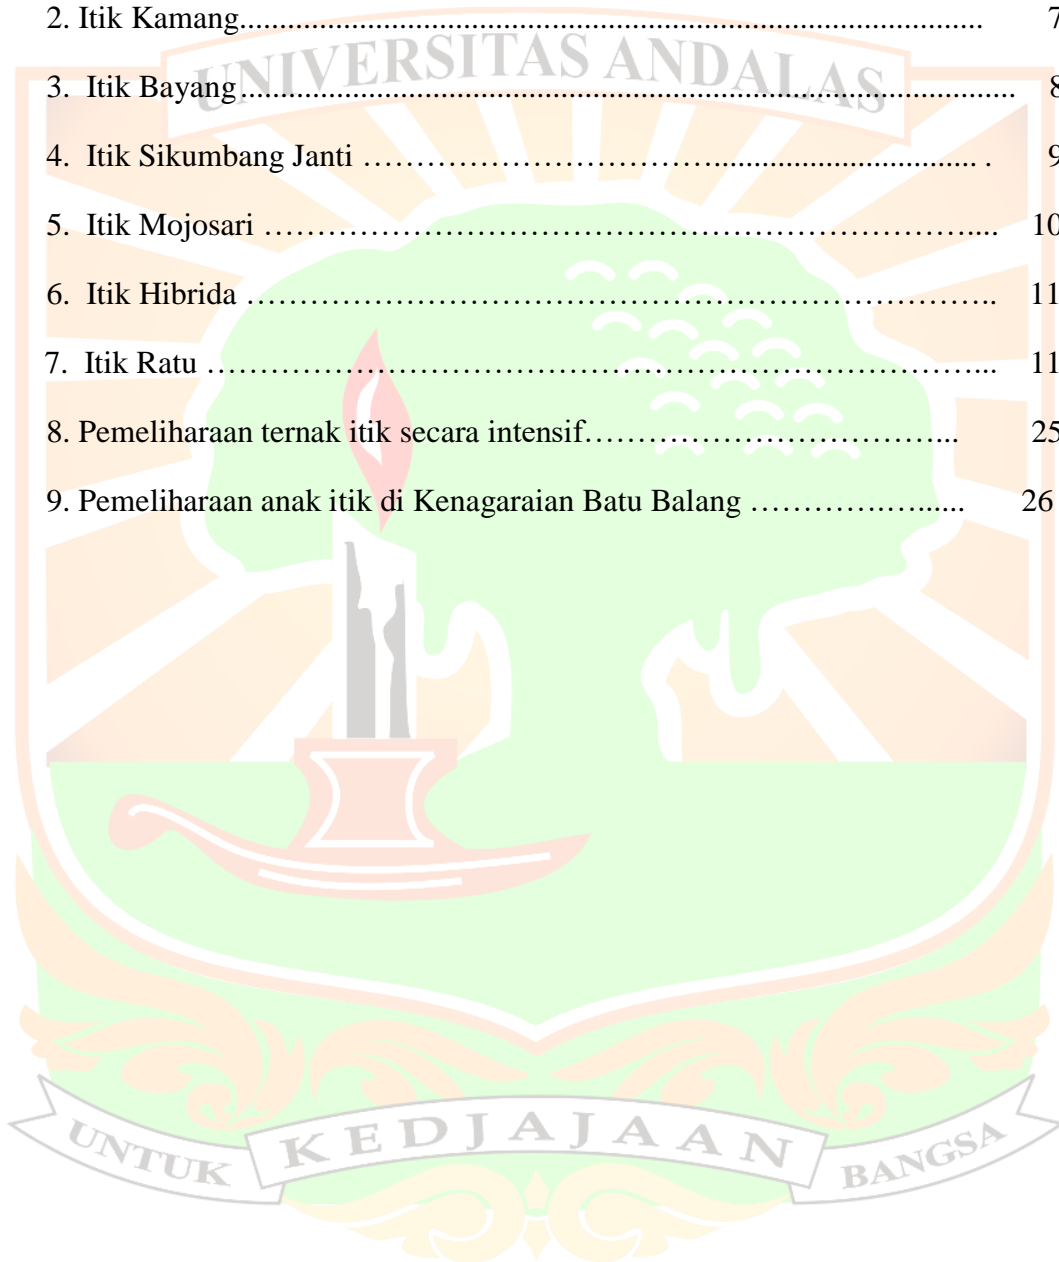 2. Itik Kamang.......................................................................................... 7
UNIVERSITAS ANDALAS
3. Itik Bayang.............................................................................................. 8
4. Itik Sikumbang Janti …………………………………................................ . 9
5. Itik Mojosari …………………………………………………………………….... 10
6. Itik Hibrida ……………………………………………………………………….. 11
7. Itik Ratu …………………………………………………………………………... 11
8. Pemeliharaan ternak itik secara intensif…………………………………... 25
9. Pemeliharaan anak itik di Kenagaraian Batu Balang ………….…...... 26
UNTUK KEDJAJAAN BANGSA